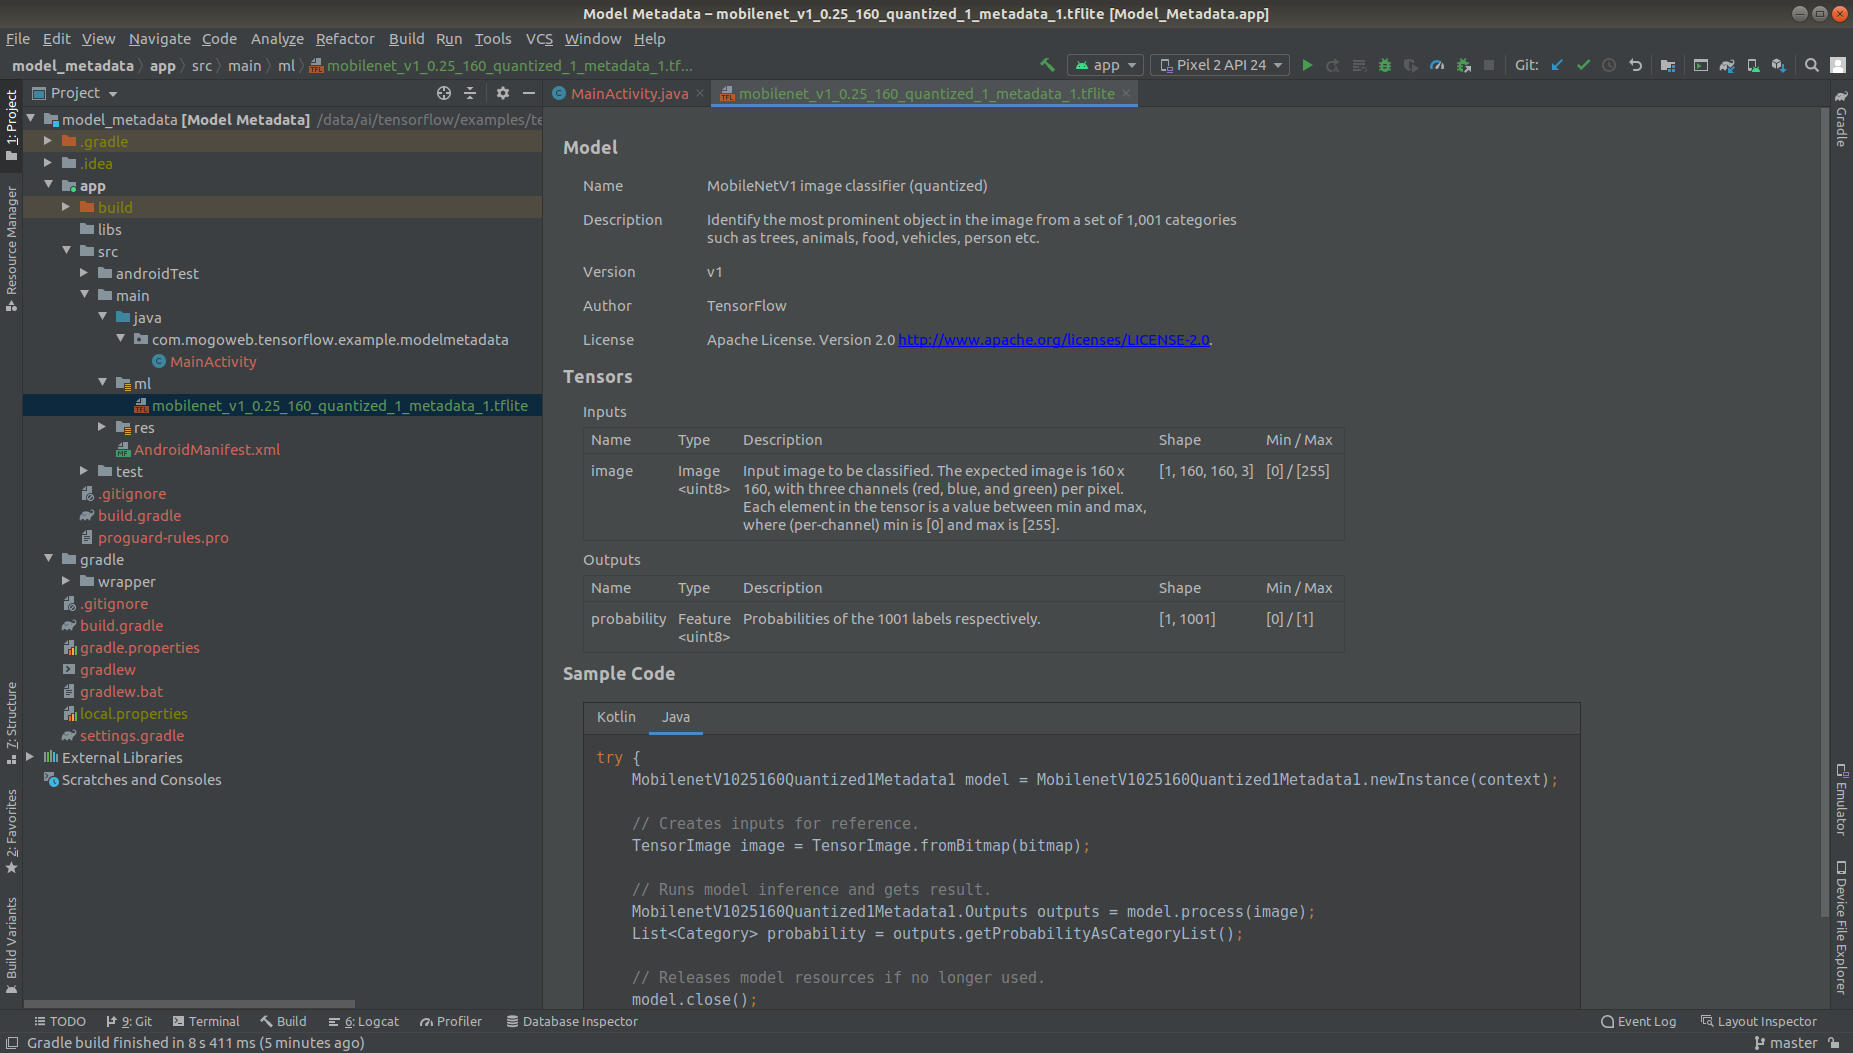 Model Metadata – mobilenet_v1_0.25_160_quantized_1_metadata_1.tflite [Model_Metadata.app]
File Edit View Navigate Code Analyze Refactor Build Run Tools VCS Window Help
model_metadata app src main ml mobilenet_v1_0.25_160_quantized_1_metadata_1.tf...
app Pixel 2 API 24 Git:
Project
MainActivity.java mobilenet_v1_0.25_160_quantized_1_metadata_1.tflite
1: Project
Resource Manager
7: Structure
2: Favorites
Build Variants
model_metadata [Model Metadata] /data/ai/tensorflow/examples/te
.gradle
.idea
app
build
libs
src
androidTest
main
java
com.mogoweb.tensorflow.example.modelmetadata
MainActivity
ml
mobilenet_v1_0.25_160_quantized_1_metadata_1.tflite
res
AndroidManifest.xml
test
.gitignore
build.gradle
proguard-rules.pro
gradle
wrapper
.gitignore
build.gradle
gradle.properties
gradlew
gradlew.bat
local.properties
settings.gradle
External Libraries
Scratches and Consoles
Model
Name MobileNetV1 image classifier (quantized)
Description Identify the most prominent object in the image from a set of 1,001 categories
such as trees, animals, food, vehicles, person etc.
Version v1
Author TensorFlow
License Apache License. Version 2.0 http://www.apache.org/licenses/LICENSE-2.0.
Tensors
Inputs
Name Type Description Shape Min / Max
image Image Input image to be classified. The expected image is 160 x [1, 160, 160, 3] [0] / [255]
<uint8> 160, with three channels (red, blue, and green) per pixel.
Each element in the tensor is a value between min and max,
where (per-channel) min is [0] and max is [255].
Outputs
Name Type Description Shape Min / Max
probability Feature Probabilities of the 1001 labels respectively. [1, 1001] [0] / [1]
<uint8>
Sample Code
Kotlin Java
try {
MobilenetV1025160Quantized1Metadata1 model = MobilenetV1025160Quantized1Metadata1.newInstance(context);
// Creates inputs for reference.
TensorImage image = TensorImage.fromBitmap(bitmap);
// Runs model inference and gets result.
MobilenetV1025160Quantized1Metadata1.Outputs outputs = model.process(image);
List<Category> probability = outputs.getProbabilityAsCategoryList();
// Releases model resources if no longer used.
model.close();
Gradle
Emulator
Device File Explorer
TODO 9: Git Terminal Build 6: Logcat Profiler Database Inspector Event Log Layout Inspector
Gradle build finished in 8 s 411 ms (5 minutes ago) master